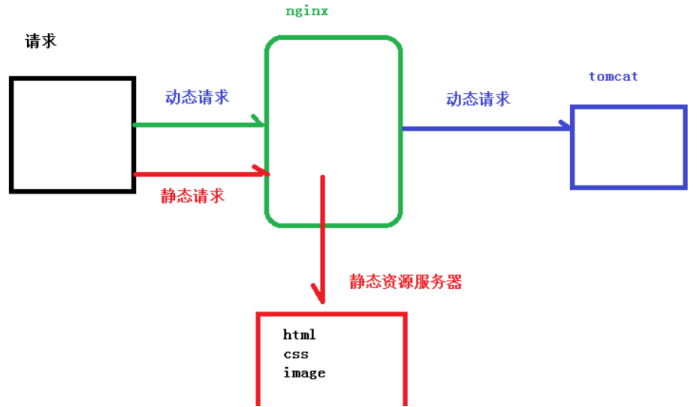 nginx
请求
动态请求
动态请求
tomcat
静态请求
静态资源服务器
html
css
image